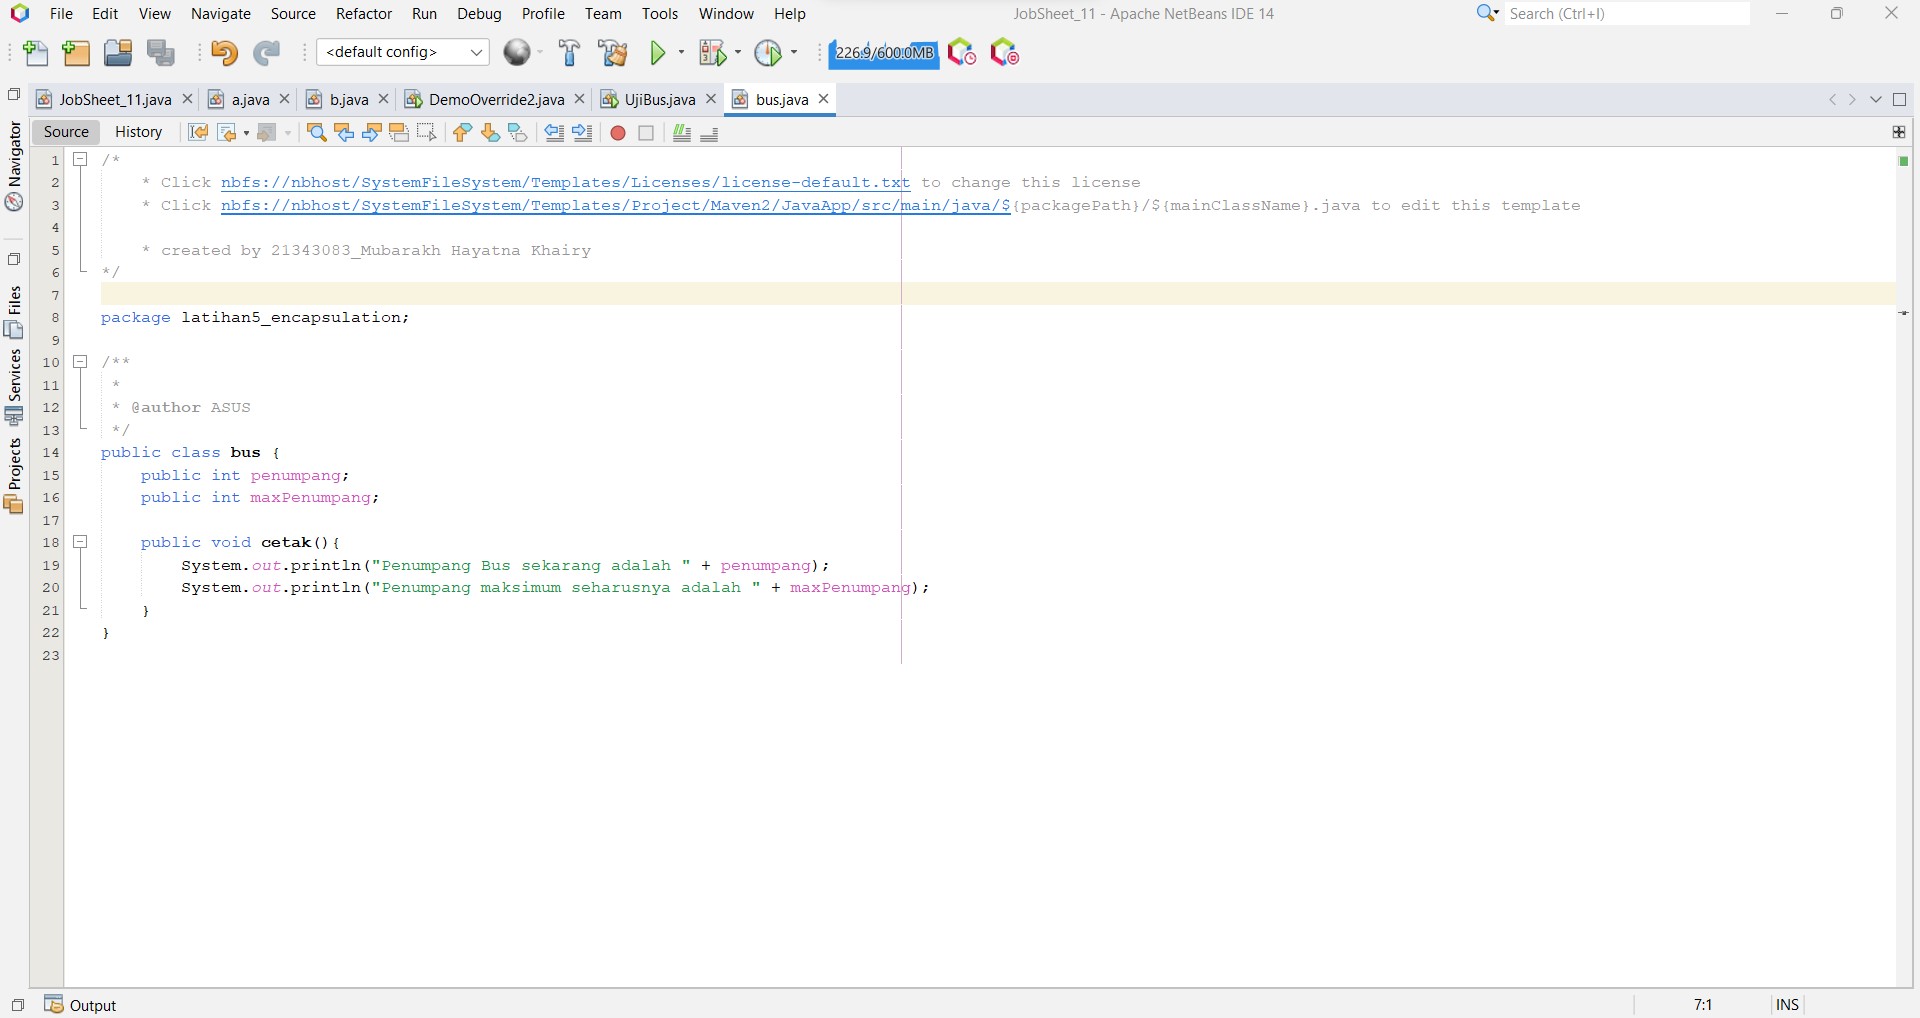 File Edit View Navigate Source Refactor Run Debug Profile Team Tools Window Help JobSheet_11 - Apache NetBeans IDE 14 Search (Ctrl+I)
<default config> 226.9/600.0MB
JobSheet_11.java a.java b.java DemoOverride2.java UjiBus.java bus.java
Source History
Navigator
Files
Services
Projects
1 /*
2 * Click nbfs://nbhost/SystemFileSystem/Templates/Licenses/license-default.txt to change this license
3 * Click nbfs://nbhost/SystemFileSystem/Templates/Project/Maven2/JavaApp/src/main/java/${packagePath}/${mainClassName}.java to edit this template
4
5 * created by 21343083_Mubarakh Hayatna Khairy
6 */
7
8 package latihan5_encapsulation;
9
10 /**
11 *
12 * @author ASUS
13 */
14 public class bus {
15 public int penumpang;
16 public int maxPenumpang;
17
18 public void cetak(){
19 System.out.println("Penumpang Bus sekarang adalah " + penumpang);
20 System.out.println("Penumpang maksimum seharusnya adalah " + maxPenumpang);
21 }
22 }
23
Output 7:1 INS